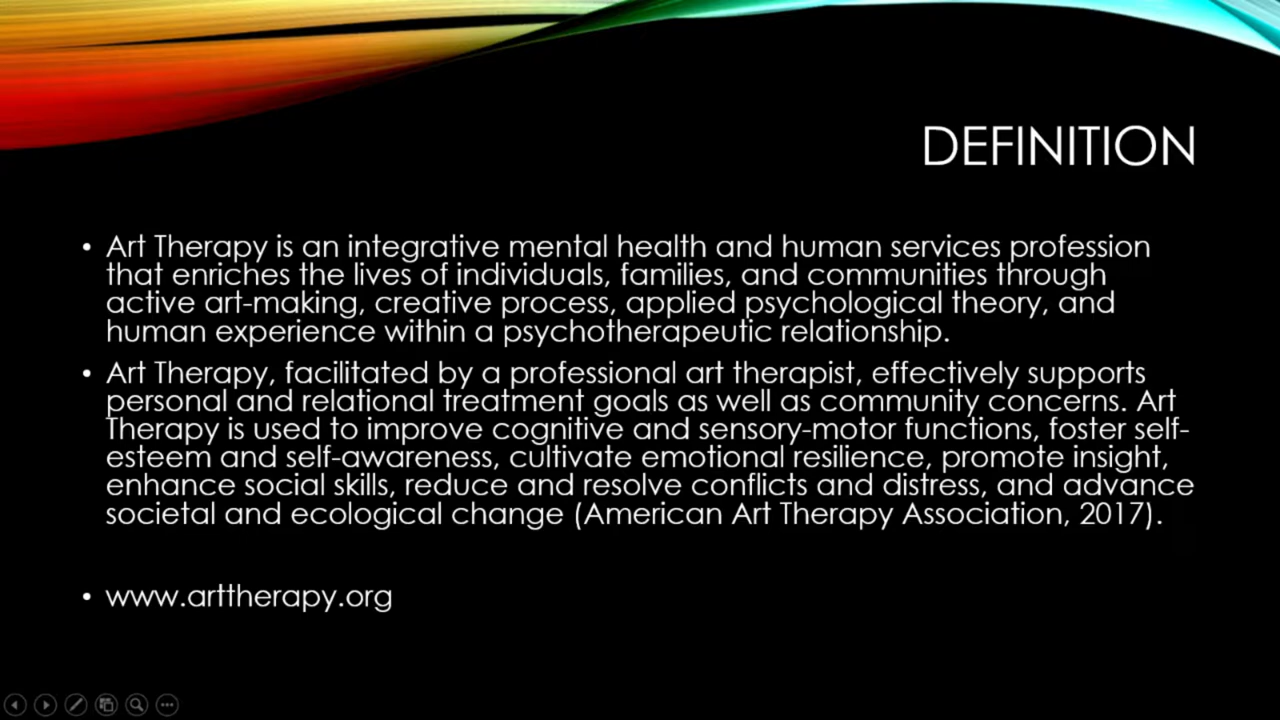 DEFINITION
• Art Therapy is an integrative mental health and human services profession
that enriches the lives of individuals, families, and communities through
active art-making, creative process, applied psychological theory, and
human experience within a psychotherapeutic relationship.
• Art Therapy, facilitated by a professional art therapist, effectively supports
personal and relational treatment goals as well as community concerns. Art
Therapy is used to improve cognitive and sensory-motor functions, foster self-
esteem and self-awareness, cultivate emotional resilience, promote insight,
enhance social skills, reduce and resolve conflicts and distress, and advance
societal and ecological change (American Art Therapy Association, 2017).
• www.arttherapy.org